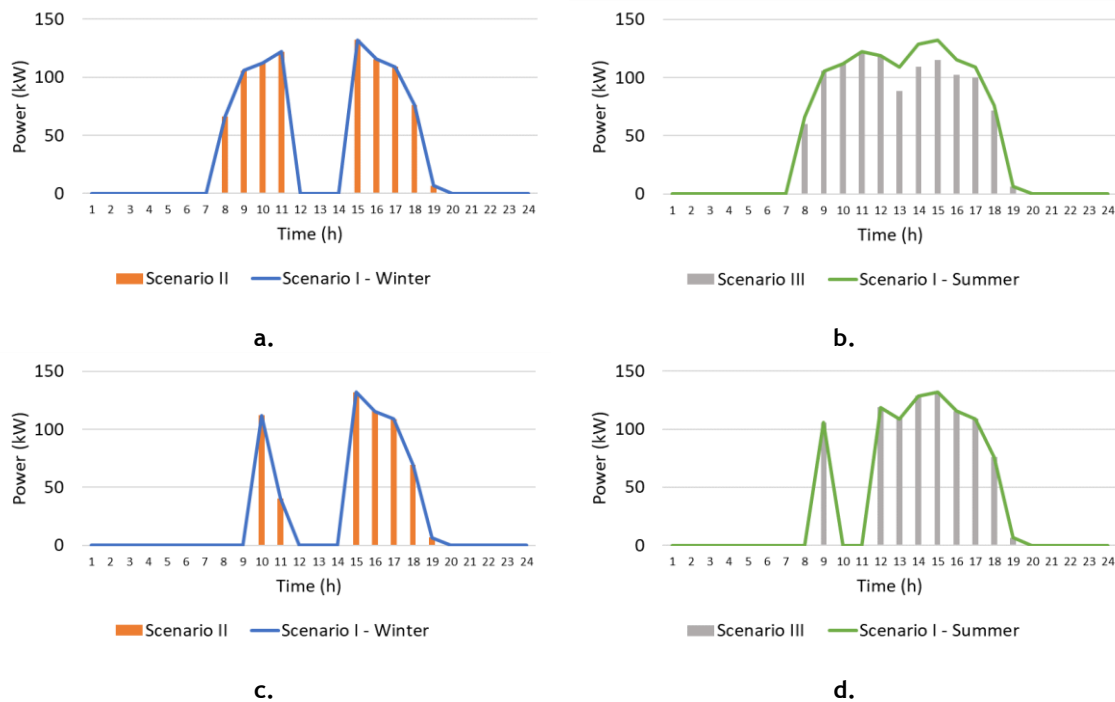 150
100
50
0
Power (kW)
1 2 3 4 5 6 7 8 9 10 11 12 13 14 15 16 17 18 19 20 21 22 23 24
Time (h)
Scenario II Scenario I - Winter
a.
150
100
50
0
Power (kW)
1 2 3 4 5 6 7 8 9 10 11 12 13 14 15 16 17 18 19 20 21 22 23 24
Time (h)
Scenario III Scenario I - Summer
b.
150
100
50
0
Power (kW)
1 2 3 4 5 6 7 8 9 10 11 12 13 14 15 16 17 18 19 20 21 22 23 24
Time (h)
Scenario II Scenario I - Winter
c.
150
100
50
0
Power (kW)
1 2 3 4 5 6 7 8 9 10 11 12 13 14 15 16 17 18 19 20 21 22 23 24
Time (h)
Scenario III Scenario I - Summer
d.